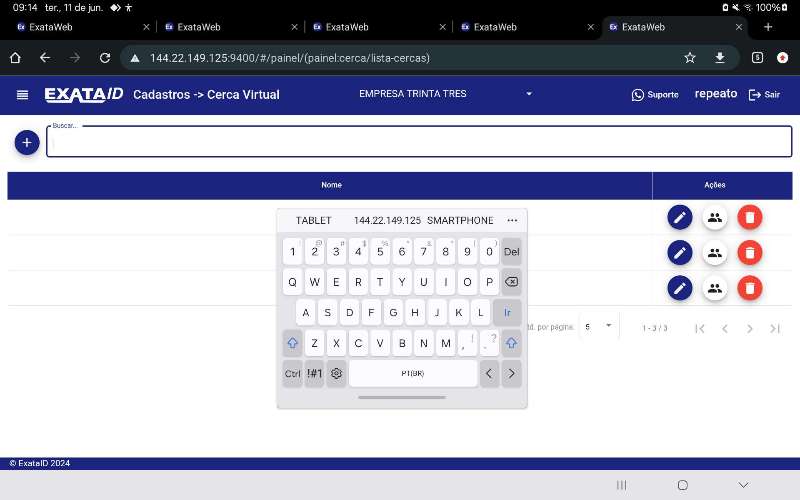 09:14 ter., 11 de jun. 100%
ExataWeb ExataWeb ExataWeb ExataWeb ExataWeb
144.22.149.125:9400/#/painel/(painel:cerca/lista-cercas) 5
EXATAID Cadastros -> Cerca Virtual EMPRESA TRINTA TRES Suporte repeato Sair
Buscar...
+
Nome Ações
TABLET 144.22.149.125 SMARTPHONE ...
1 2 3 4 5 6 7 8 9 0 Del
Q W E R T Y U I O P
A S D F G H J K L Ir
Z X C V B N M , ! . ?
Ctrl !#1 PT(BR) < >
td. por página. 5 1 - 3 / 3
© ExataID 2024